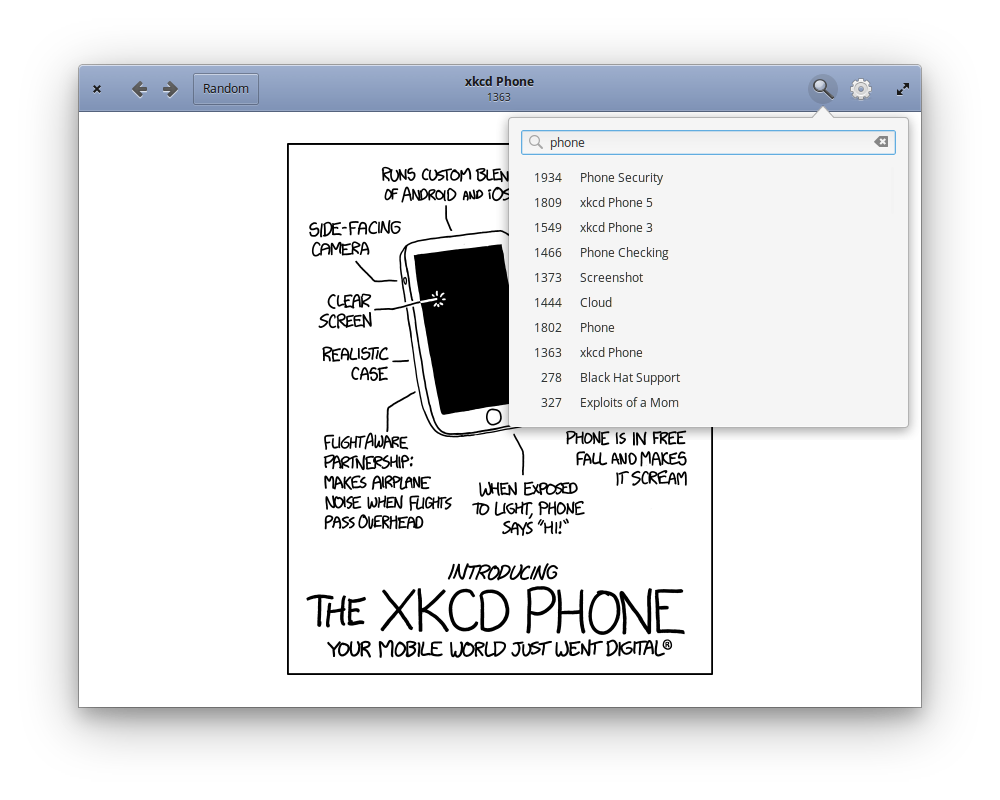 Random
xkcd Phone
1363
phone
1934 Phone Security
1809 xkcd Phone 5
1549 xkcd Phone 3
1466 Phone Checking
1373 Screenshot
1444 Cloud
1802 Phone
1363 xkcd Phone
278 Black Hat Support
327 Exploits of a Mom
RUNS CUSTOM BLEN
OF ANDROID AND iOS
SIDE-FACING
CAMERA
CLEAR
SCREEN
REALISTIC
CASE
FLIGHTAWARE
PARTNERSHIP:
MAKES AIRPLANE
NOISE WHEN FLIGHTS
PASS OVERHEAD
WHEN EXPOSED
TO LIGHT, PHONE
SAYS "HI!"
PHONE IS IN FREE
FALL AND MAKES
IT SCREAM
INTRODUCING
THE XKCD PHONE
YOUR MOBILE WORLD JUST WENT DIGITAL®